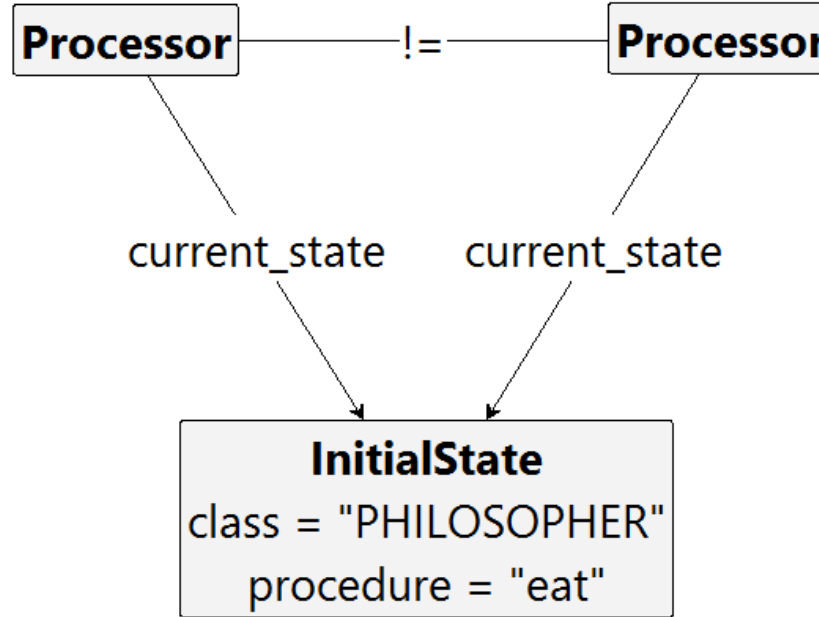 Processor != Processor
current_state current_state
InitialState
class = "PHILOSOPHER"
procedure = "eat"